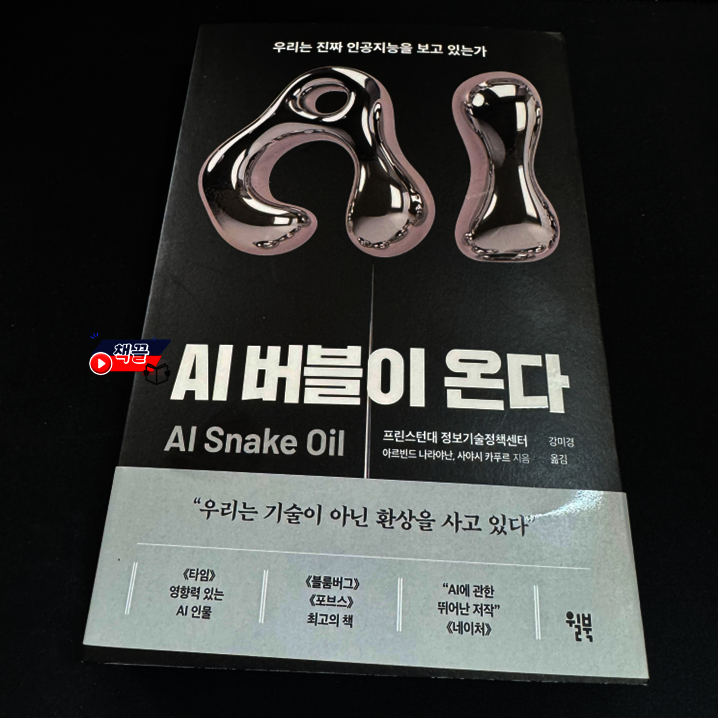 우리는 진짜 인공지능을 보고 있는가
AI
책끌
AI 버블이 온다
AI Snake Oil
프린스턴대 정보기술정책센터
아르빈드 나라야난, 사야시 카푸르 지음
강미경
옮김
“우리는 기술이 아닌 환상을 사고 있다”
《타임》
영향력 있는
AI 인물
《블룸버그》
《포브스》
최고의 책
“AI에 관한
뛰어난 저작”
《네이처》
윌북